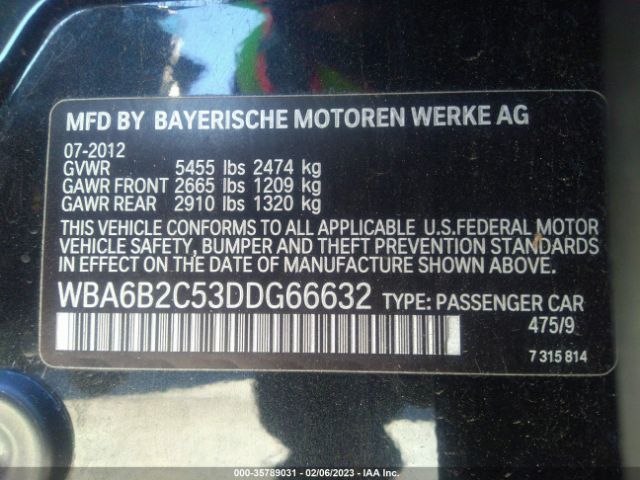 MFD BY BAYERISCHE MOTOREN WERKE AG
07-2012
GVWR 5455 lbs 2474 kg
GAWR FRONT 2665 lbs 1209 kg
GAWR REAR 2910 lbs 1320 kg
THIS VEHICLE CONFORMS TO ALL APPLICABLE U.S.FEDERAL MOTOR
VEHICLE SAFETY, BUMPER AND THEFT PREVENTION STANDARDS
IN EFFECT ON THE DATE OF MANUFACTURE SHOWN ABOVE.
WBA6B2C53DDG66632 TYPE: PASSENGER CAR
475/9
7 315 814
000-35789031 - 02/06/2023 - IAA Inc.